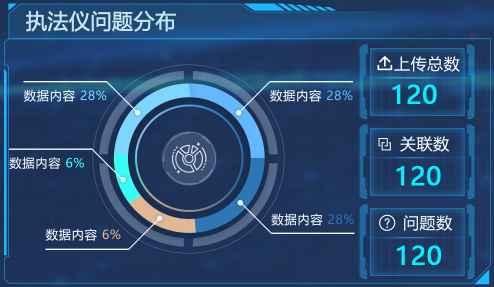 执法仪问题分布
数据内容 28%
数据内容 28%
数据内容 6%
数据内容 28%
数据内容 6%
上传总数
120
关联数
120
问题数
120